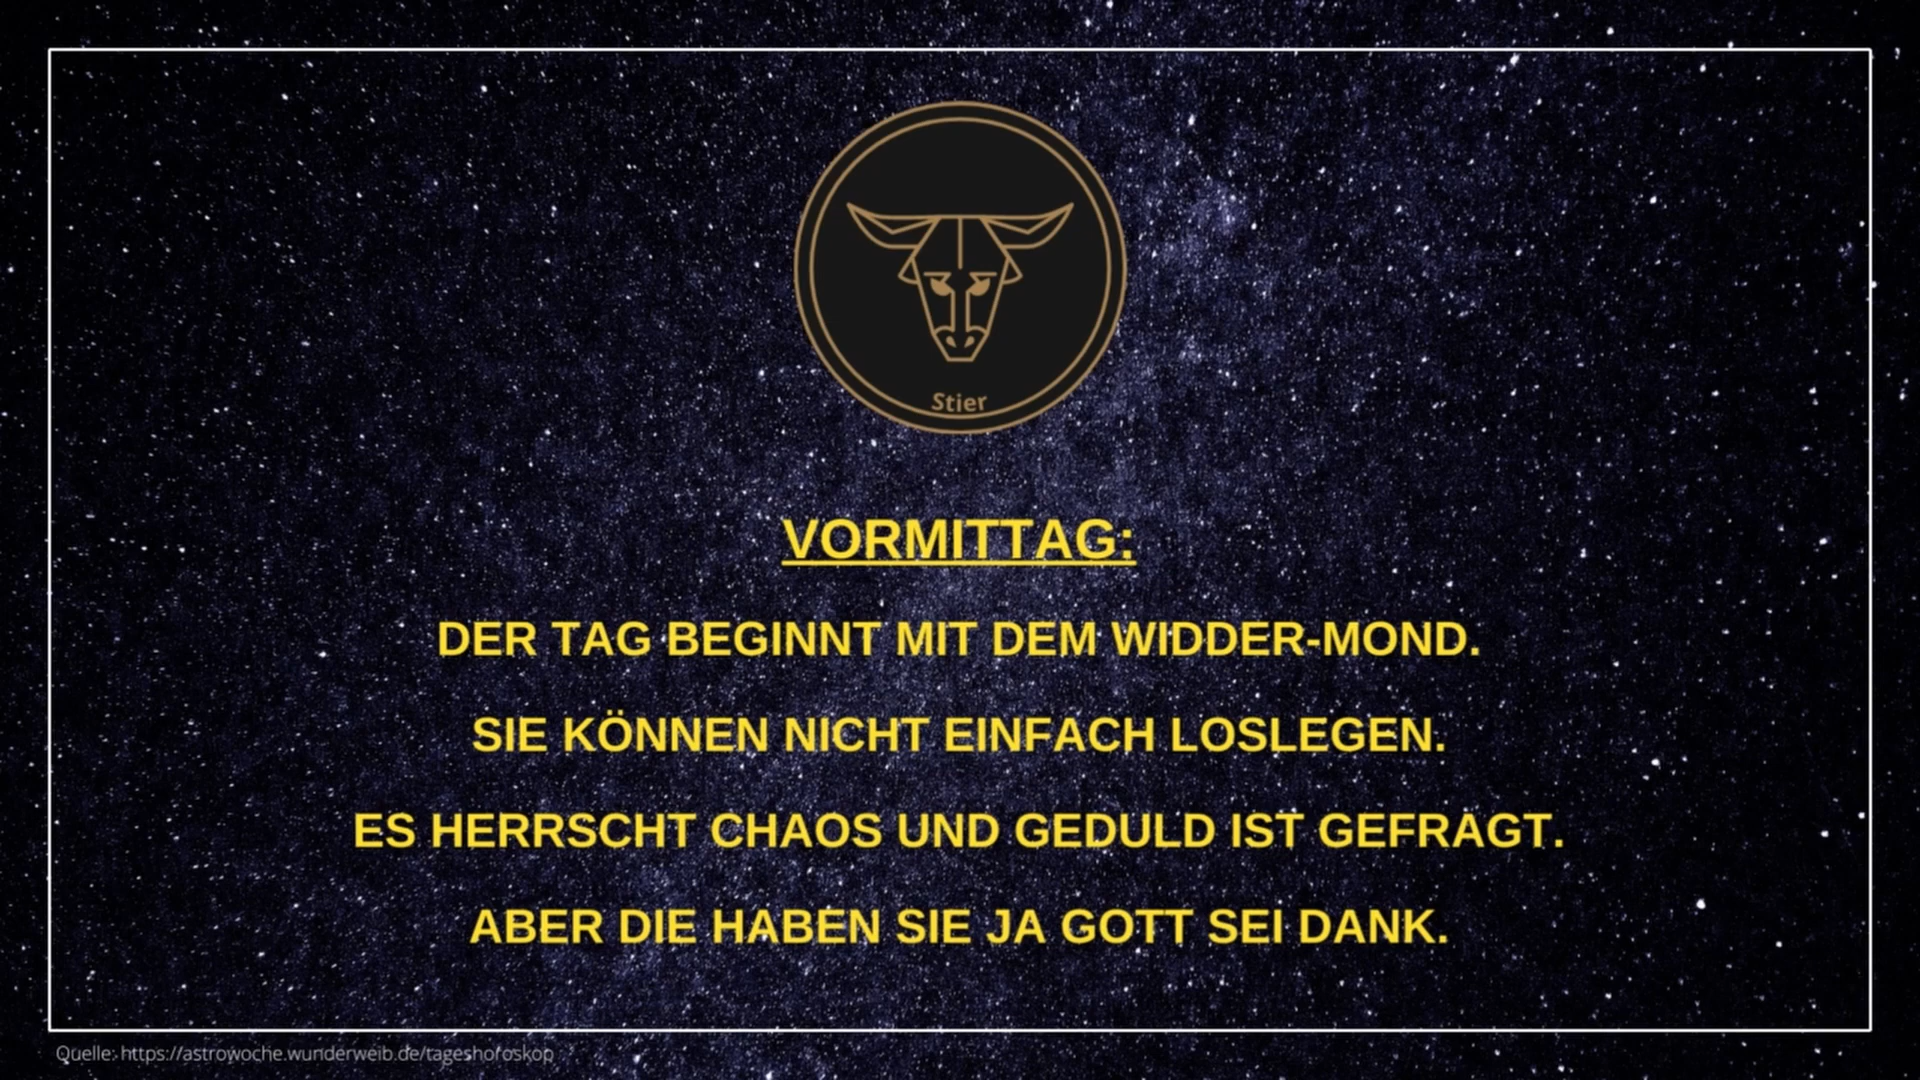 Stier
VORMITTAG:
DER TAG BEGINNT MIT DEM WIDDER-MOND.
SIE KÖNNEN NICHT EINFACH LOSLEGEN.
ES HERRSCHT CHAOS UND GEDULD IST GEFRAGT.
ABER DIE HABEN SIE JA GOTT SEI DANK.
Quelle: https://astrowoche.wunderweib.de/tageshoroskop